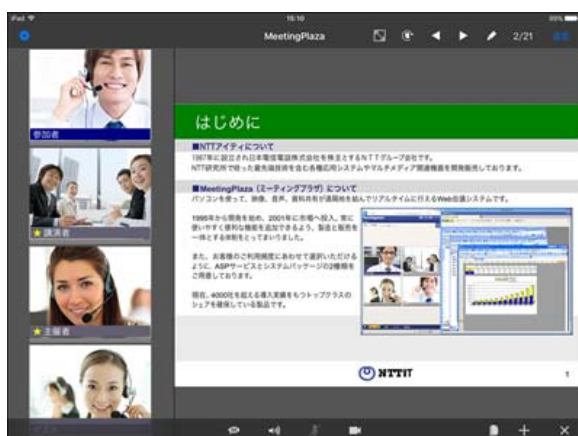 iPad
15:10
99%
MeetingPlaza
2/21
参加者
★講演者
★主催者
はじめに
■NTTアイティについて
1987年に設立され日本電信電話株式会社を株主とするNTTグループ会社です。
NTT研究所で培った最先端技術を含む各種応用システムやマルチメディア関連機器を開発販売しております。
■MeetingPlaza(ミーティングプラザ)について
パソコンを使って、映像、音声、資料共有が遠隔地を結んでリアルタイムに行えるWeb会議システムです。
1995年から開発を始め、2001年に市場へ投入。常に
使いやすく便利な機能を追加できるよう、製造と販売を
一体とする体制をとってまいりました。
また、お客様のご利用頻度にあわせて選択いただける
ように、ASPサービスとシステムパッケージの2種類を
ご用意しております。
現在、4000社を超える導入実績をもつトップクラスの
シェアを確保している製品です。
NTTIT
1